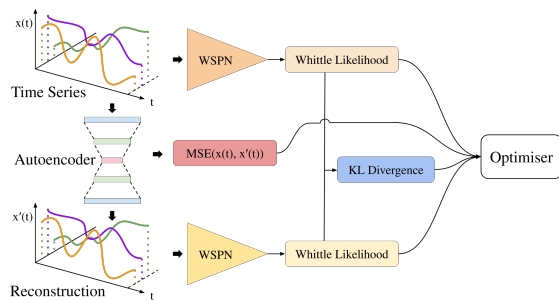 x(t)
Time Series
t
WSPN
Whittle Likelihood
Autoencoder
MSE(x(t), x′(t))
KL Divergence
Optimiser
x′(t)
Reconstruction
t
WSPN
Whittle Likelihood